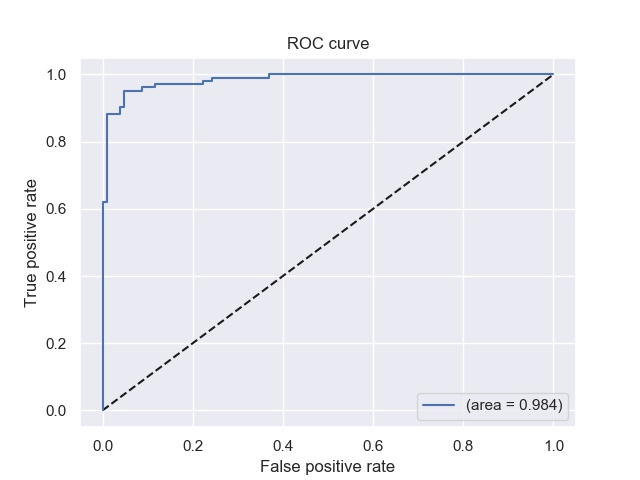 ROC curve
1.0
0.8
0.6
0.4
0.2
0.0
True positive rate
(area = 0.984)
0.0 0.2 0.4 0.6 0.8 1.0
False positive rate